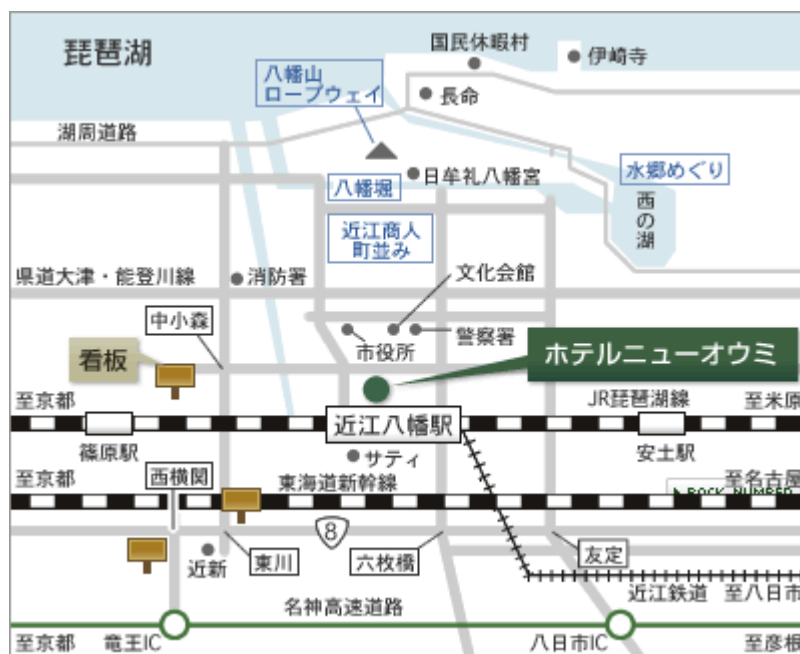 琵琶湖
国民休暇村
伊崎寺
八幡山
ロープウェイ
長命
湖周道路
日牟礼八幡宮
水郷めぐり
八幡堀
西の湖
近江商人
町並み
県道大津・能登川線
消防署
文化会館
中小森
市役所
警察署
看板
ホテルニューオウミ
至京都
JR琵琶湖線
至米原
近江八幡駅
篠原駅
サティ
安土駅
至京都
西横関
東海道新幹線
至名古屋
ROCK NUMBER
8
近新
東川
六枚橋
友定
近江鉄道
至八日市
名神高速道路
至京都
竜王IC
八日市IC
至彦根